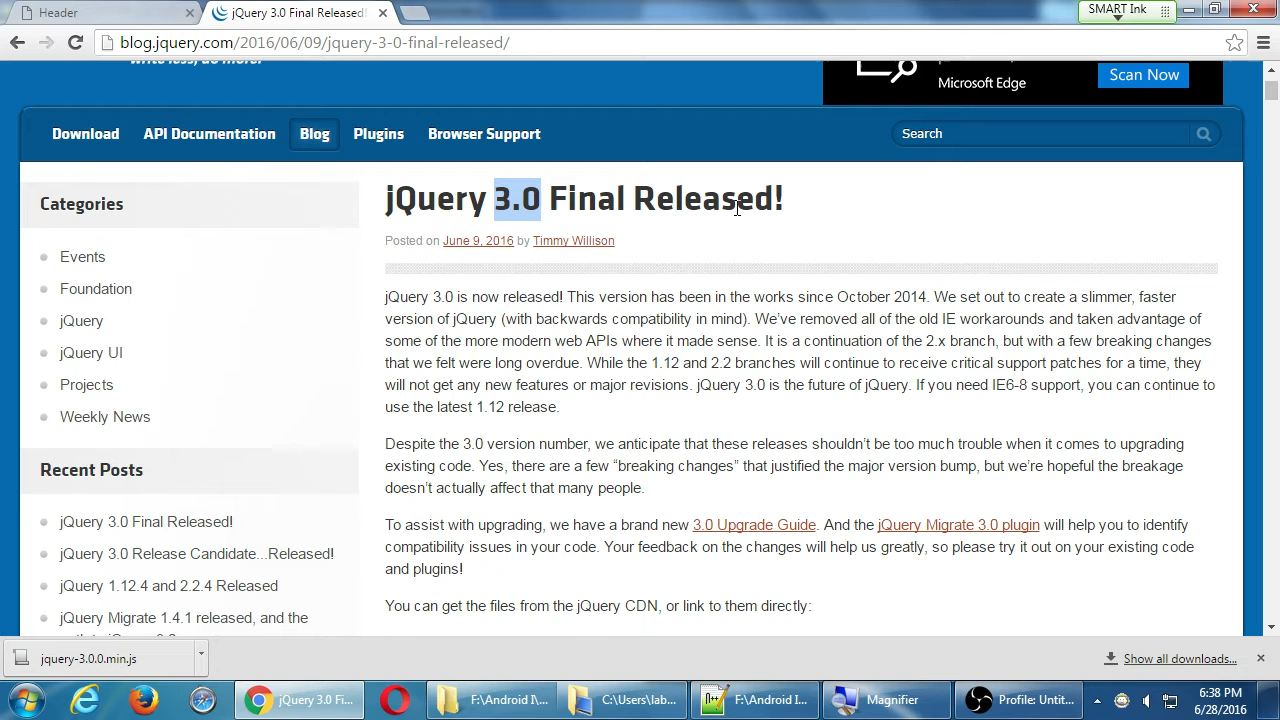 Header
jQuery 3.0 Final Released!
SMART Ink
blog.jquery.com/2016/06/09/jquery-3-0-final-released/
write less, do more.
Microsoft Edge
Scan Now
Download
API Documentation
Blog
Plugins
Browser Support
Search
Categories
Events
Foundation
jQuery
jQuery UI
Projects
Weekly News
Recent Posts
jQuery 3.0 Final Released!
jQuery 3.0 Release Candidate...Released!
jQuery 1.12.4 and 2.2.4 Released
jQuery Migrate 1.4.1 released, and the
jQuery 3.0 Final Released!
Posted on June 9, 2016 by Timmy Willison
jQuery 3.0 is now released! This version has been in the works since October 2014. We set out to create a slimmer, faster
version of jQuery (with backwards compatibility in mind). We’ve removed all of the old IE workarounds and taken advantage of
some of the more modern web APIs where it made sense. It is a continuation of the 2.x branch, but with a few breaking changes
that we felt were long overdue. While the 1.12 and 2.2 branches will continue to receive critical support patches for a time, they
will not get any new features or major revisions. jQuery 3.0 is the future of jQuery. If you need IE6-8 support, you can continue to
use the latest 1.12 release.
Despite the 3.0 version number, we anticipate that these releases shouldn’t be too much trouble when it comes to upgrading
existing code. Yes, there are a few “breaking changes” that justified the major version bump, but we’re hopeful the breakage
doesn’t actually affect that many people.
To assist with upgrading, we have a brand new 3.0 Upgrade Guide. And the jQuery Migrate 3.0 plugin will help you to identify
compatibility issues in your code. Your feedback on the changes will help us greatly, so please try it out on your existing code
and plugins!
You can get the files from the jQuery CDN, or link to them directly:
jquery-3.0.0.min.js
Show all downloads...
jQuery 3.0 Fi...
F:\Android I\...
C:\Users\lab...
F:\Android I...
Magnifier
Profile: Untit...
6:38 PM
6/28/2016